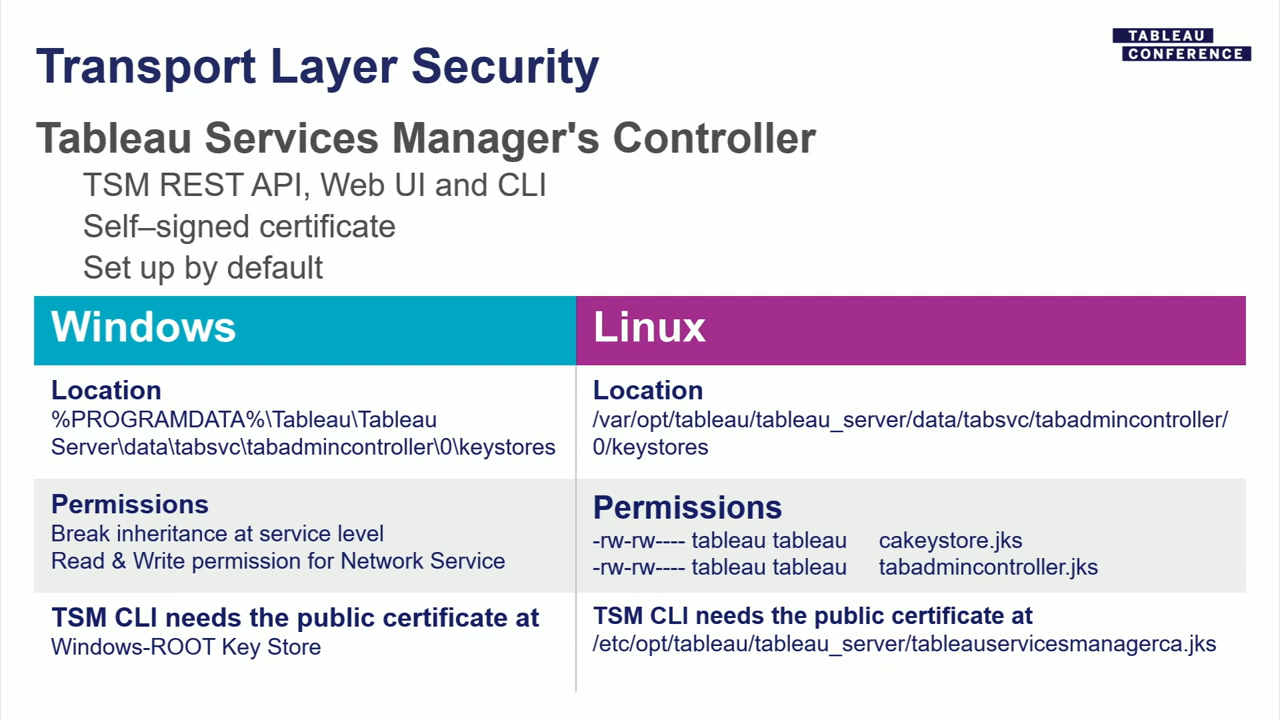 TABLEAU
CONFERENCE
Transport Layer Security
Tableau Services Manager's Controller
TSM REST API, Web UI and CLI
Self–signed certificate
Set up by default
Windows
Linux
Location
%PROGRAMDATA%\Tableau\Tableau
Server\data\tabsvc\tabadmincontroller\0\keystores
Location
/var/opt/tableau/tableau_server/data/tabsvc/tabadmincontroller/
0/keystores
Permissions
Break inheritance at service level
Read & Write permission for Network Service
Permissions
-rw-rw---- tableau tableau cakeystore.jks
-rw-rw---- tableau tableau tabadmincontroller.jks
TSM CLI needs the public certificate at
Windows-ROOT Key Store
TSM CLI needs the public certificate at
/etc/opt/tableau/tableau_server/tableauservicesmanagerca.jks